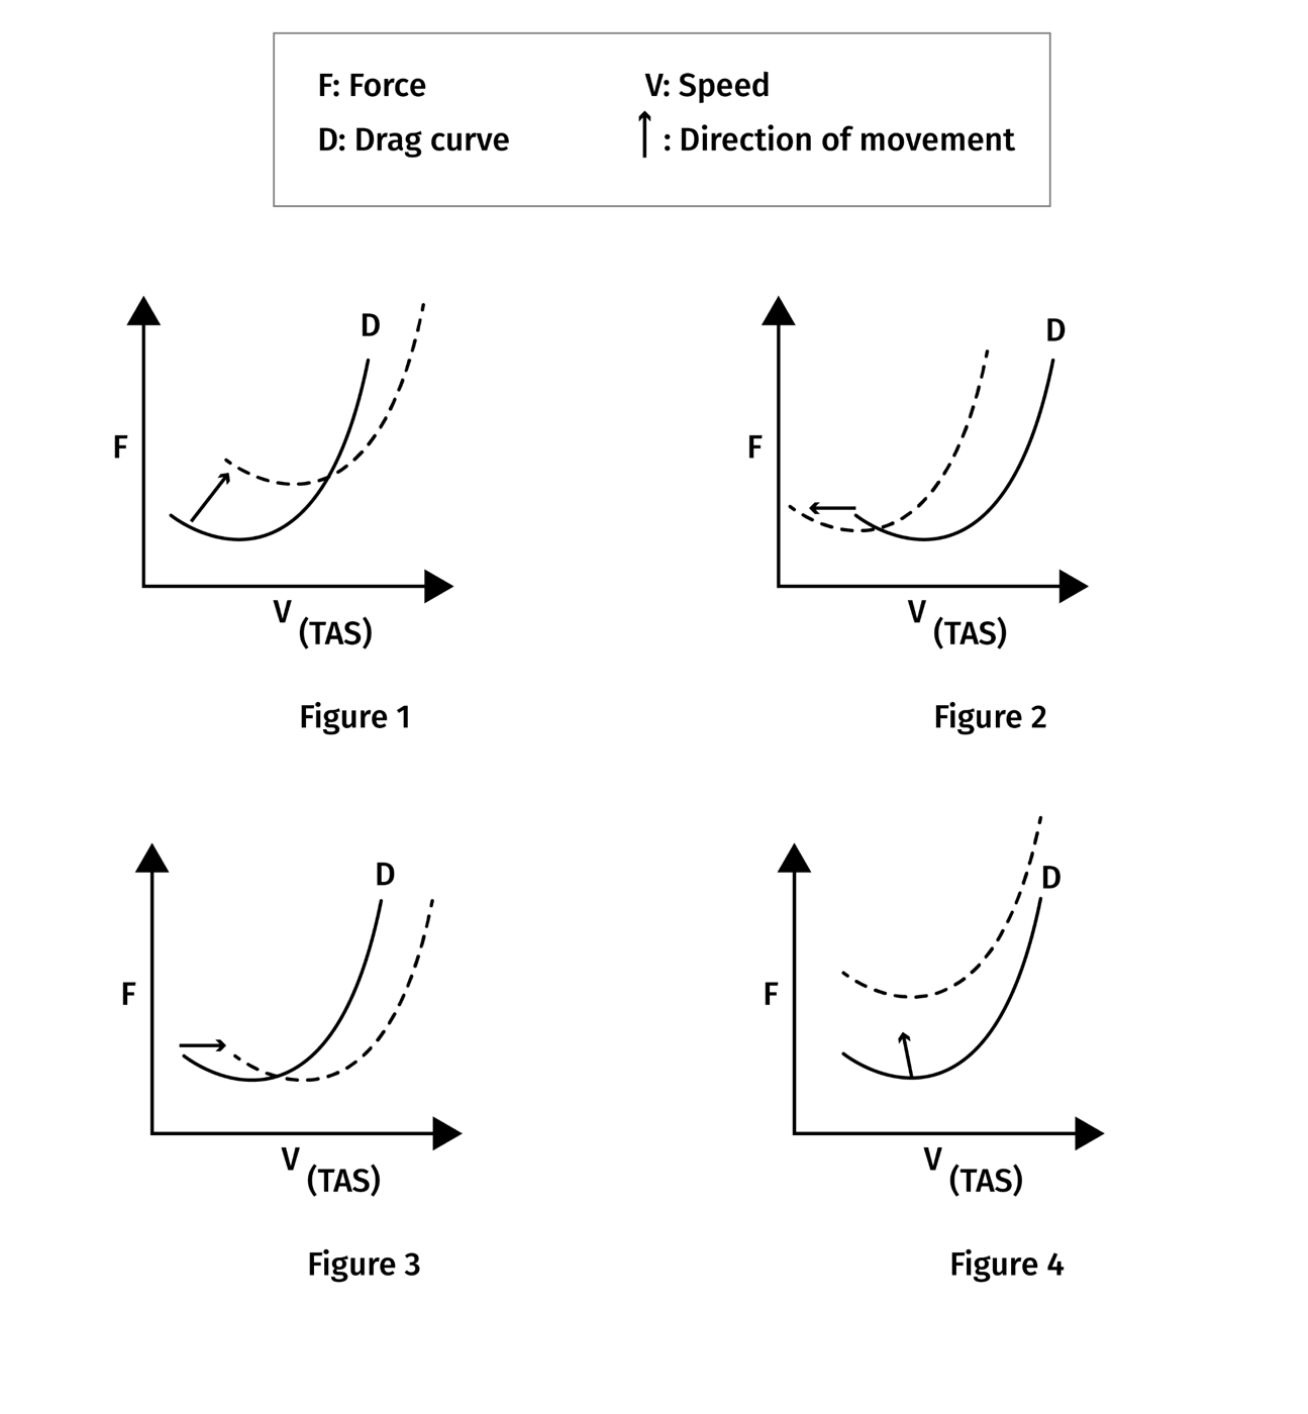 F: Force
V: Speed
D: Drag curve
↑ : Direction of movement
D
F
V (TAS)
Figure 1
D
F
V (TAS)
Figure 2
D
F
V (TAS)
Figure 3
D
F
V (TAS)
Figure 4